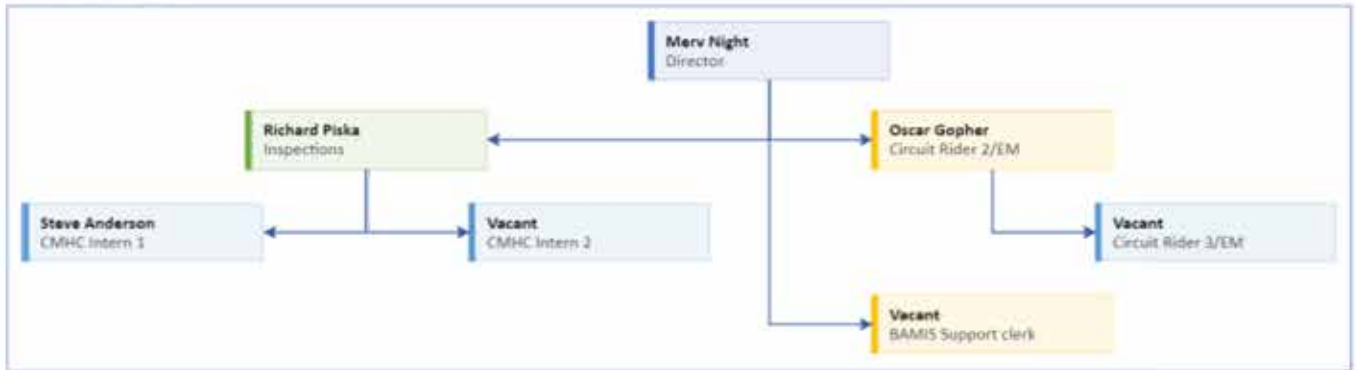 Merv Night
Director
Richard Piska
Inspections
Oscar Gopher
Circuit Rider 2/EM
Steve Anderson
CMHC Intern 1
Vacant
CMHC Intern 2
Vacant
Circuit Rider 3/EM
Vacant
BAMIS Support clerk